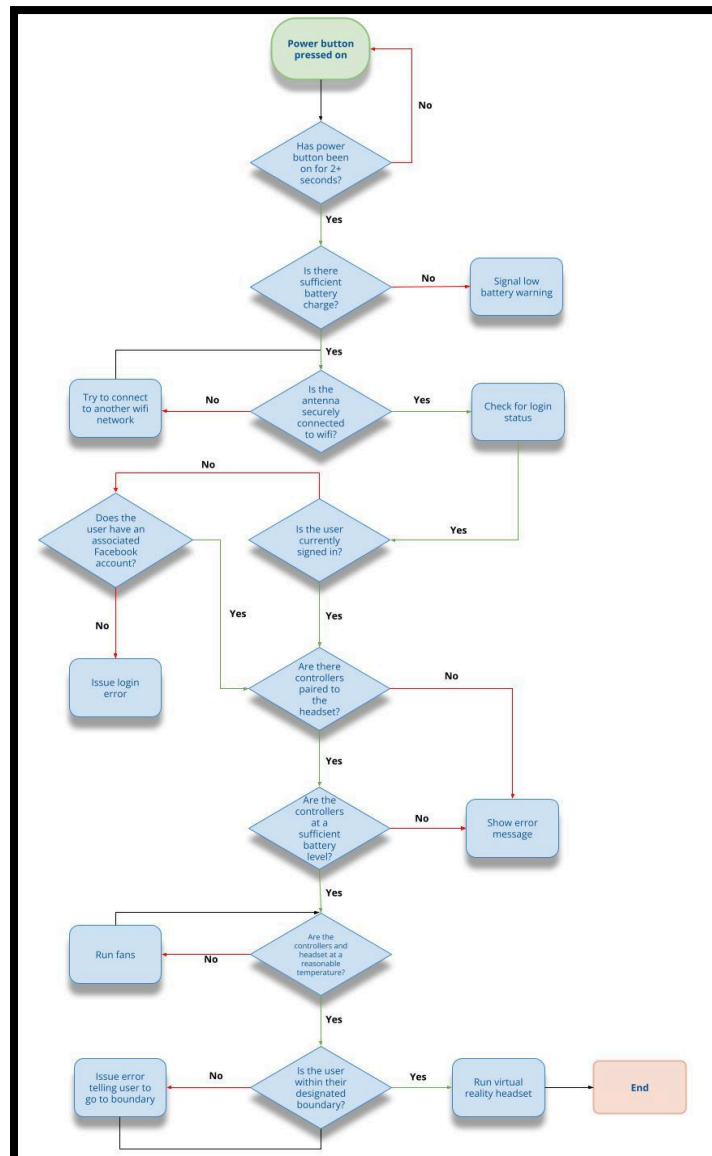 Power button
pressed on
No
Has power
button been
on for 2+
seconds?
Yes
Is there
sufficient
battery
charge?
No
Signal low
battery warning
Yes
Try to connect
to another wifi
network
No
Is the
antenna
securely
connected
to wifi?
Yes
Check for login
status
No
Does the
user have an
associated
Facebook
account?
Is the user
currently
signed in?
Yes
Yes
Yes
No
Issue login
error
Are there
controllers
paired to
the
headset?
No
Yes
Are the
controllers
at a
sufficient
battery
level?
No
Show error
message
Yes
Run fans
No
Are the
controllers and
headset at a
reasonable
temperature?
Yes
Issue error
telling user to
go to boundary
No
Is the user
within their
designated
boundary?
Yes
Run virtual
reality headset
End